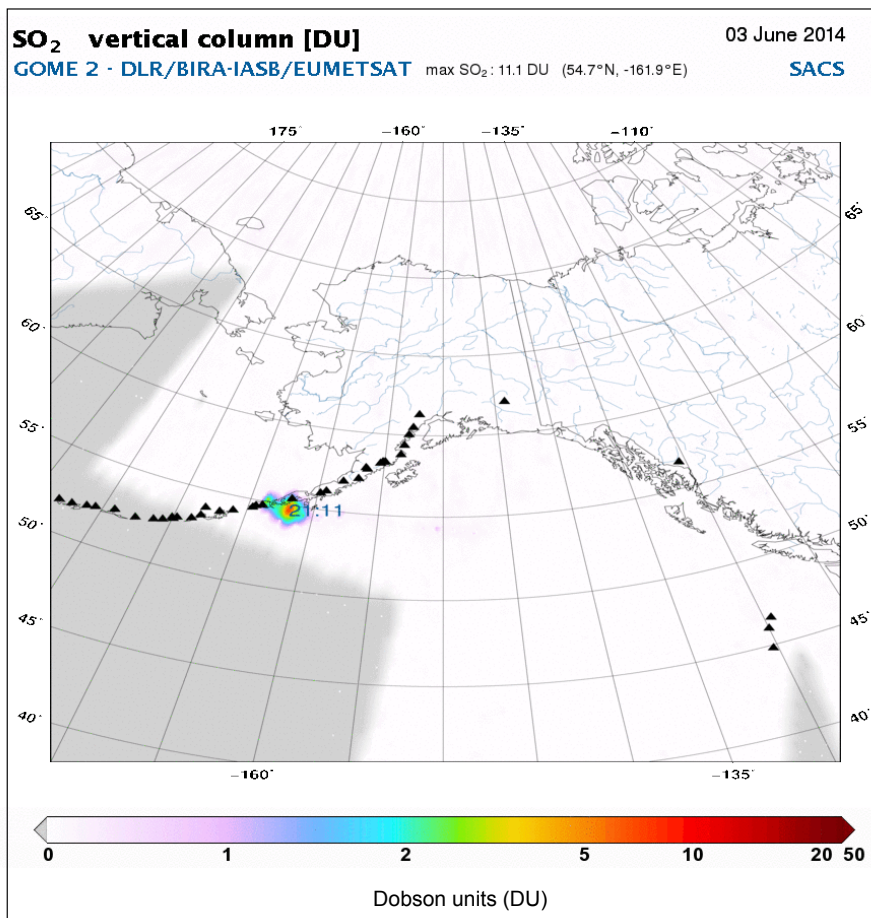 SO2 vertical column [DU]
03 June 2014
GOME 2 - DLR/BIRA-IASB/EUMETSAT max SO2: 11.1 DU (54.7°N, -161.9°E)
SACS
175° -160° -135° -110°
65° 65°
60° 60°
55° 55°
50° 50°
21:11
45° 45°
40° 40°
-160° -135°
0 1 2 5 10 20 50
Dobson units (DU)